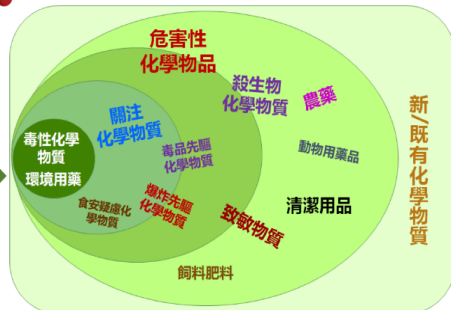 危害性
化學物品
殺生物
化學物質
農藥
新/既有化學物質
關注
化學物質
毒性化學
物質
環境用藥
毒品先驅
化學物質
動物用藥品
爆炸先驅
化學物質
食安疑慮化
學物質
清潔用品
致敏物質
飼料肥料